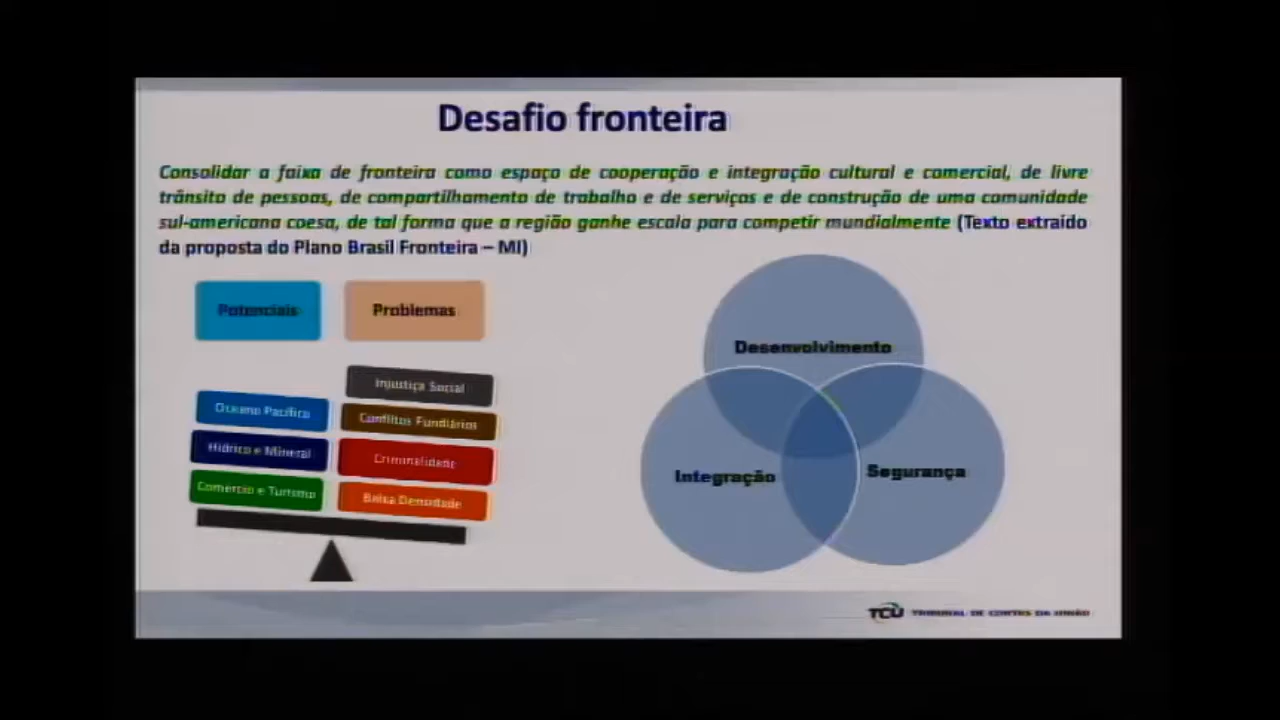 Desafio fronteira
Consolidar a faixa de fronteira como espaço de cooperação e integração cultural e comercial, de livre
trânsito de pessoas, de compartilhamento de trabalho e de serviços e de construção de uma comunidade
sul-americana coesa, de tal forma que a região ganhe escala para competir mundialmente (Texto extraído
da proposta do Plano Brasil Fronteira – MI)
Potenciais
Problemas
Injustiça Social
Oceano Pacífico
Conflitos Fundiários
Hídrico e Mineral
Criminalidade
Comercio e Turismo
Baixa Densidade
Desenvolvimento
Integração
Segurança
TCU TRIBUNAL DE CONTAS DA UNIÃO